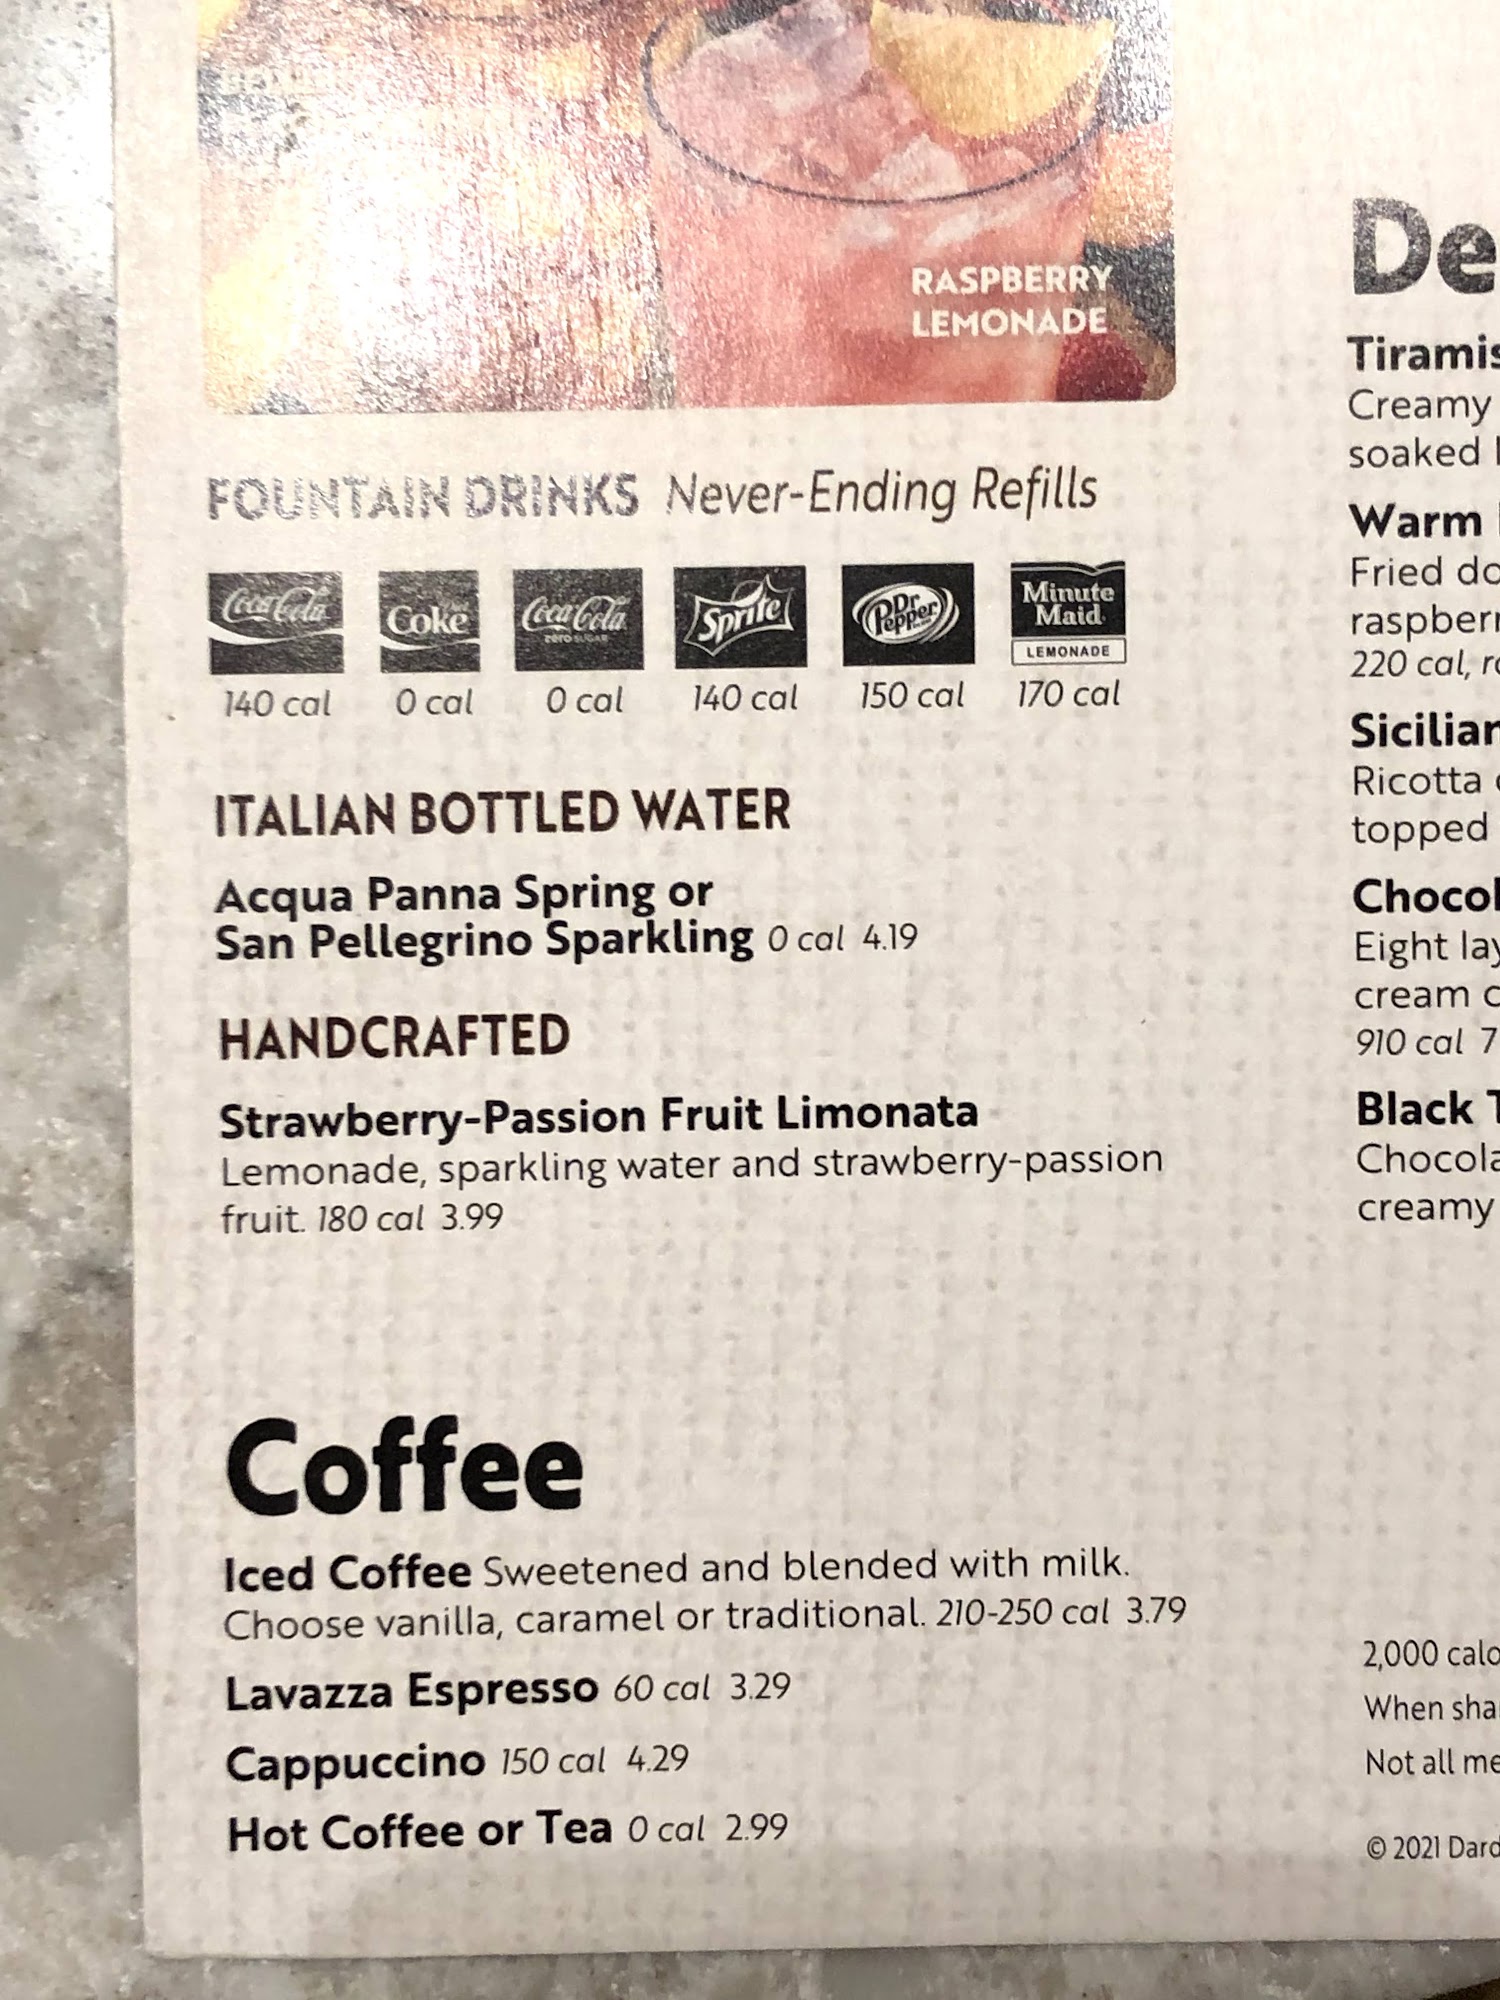 RASPBERRY
LEMONADE
FOUNTAIN DRINKS Never-Ending Refills
Coca-Cola Coke Coca-Cola ZERO SUGAR Sprite Dr Pepper Minute Maid LEMONADE
140 cal 0 cal 0 cal 140 cal 150 cal 170 cal
ITALIAN BOTTLED WATER
Acqua Panna Spring or
San Pellegrino Sparkling 0 cal 4.19
HANDCRAFTED
Strawberry-Passion Fruit Limonata
Lemonade, sparkling water and strawberry-passion
fruit. 180 cal 3.99
Coffee
Iced Coffee Sweetened and blended with milk.
Choose vanilla, caramel or traditional. 210-250 cal 3.79
Lavazza Espresso 60 cal 3.29
Cappuccino 150 cal 4.29
Hot Coffee or Tea 0 cal 2.99
De
Tiramis
Creamy
soaked
Warm
Fried do
raspberr
220 cal, ro
Sicilian
Ricotta
topped
Chocol
Eight lay
cream c
910 cal 7
Black T
Chocola
creamy
2,000 calo
When sha
Not all me
© 2021 Dard